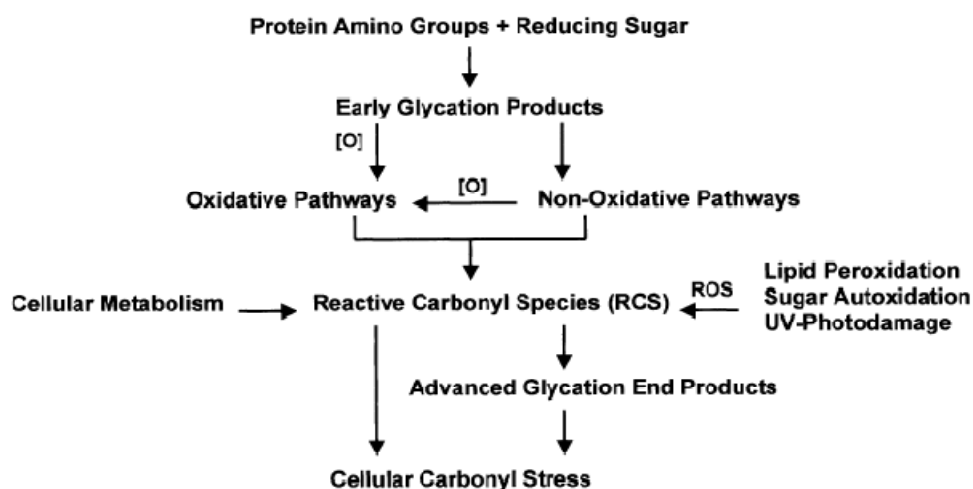 Protein Amino Groups + Reducing Sugar
Early Glycation Products
[O]
[O]
Oxidative Pathways
Non-Oxidative Pathways
Lipid Peroxidation
Cellular Metabolism
Reactive Carbonyl Species (RCS)
ROS
Sugar Autoxidation
UV-Photodamage
Advanced Glycation End Products
Cellular Carbonyl Stress